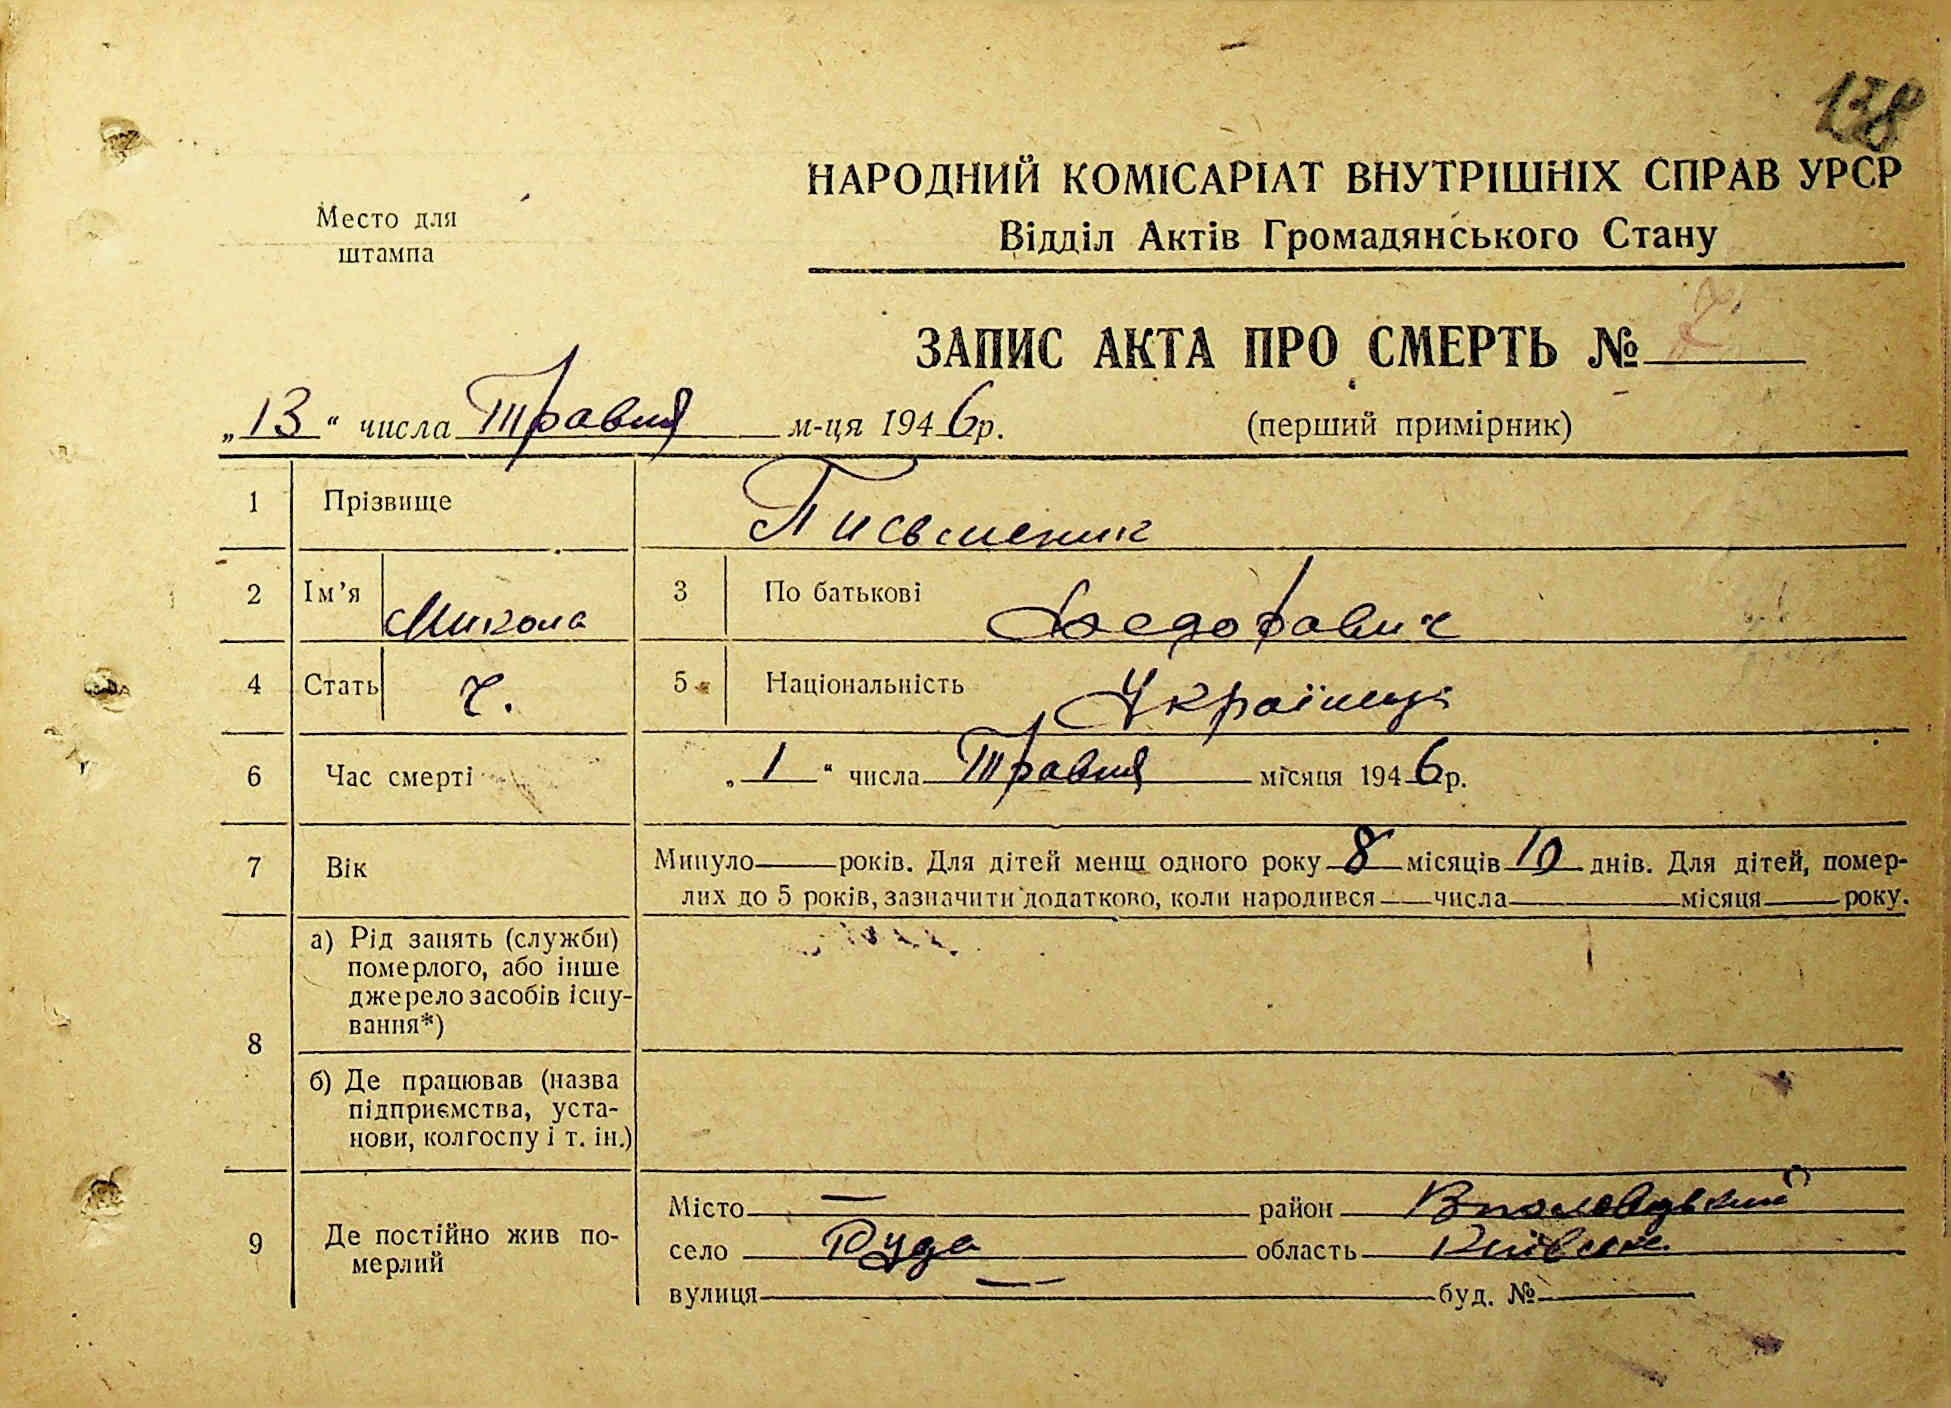 138
НАРОДНИЙ КОМІСАРІАТ ВНУТРІШНІХ СПРАВ УРСР
Место для
штампа
Відділ Актів Громадянського Стану
ЗАПИС АКТА ПРО СМЕРТЬ №
„13“ числа Травня м-ця 1946р.
(перший примірник)
1 Прізвище Письменик
2 Ім’я Микола 3 По батькові Федорович
4 Стать Ч. 5 Національність Українць
6 Час смерті „1“ числа Травня місяця 1946р.
7 Вік Минуло років. Для дітей менш одного року 8 місяців 10 днів. Для дітей, помер-
лих до 5 років, зазначити додатково, коли народився числа місяця року.
8 а) Рід занять (служби)
померлого, або інше
джерело засобів існу-
вання*)
б) Де працював (назва
підприємства, уста-
нови, колгоспу і т. ін.)
9 Де постійно жив по-
мерлий
Місто — район
село Руда область Київськ.
вулиця — буд. №